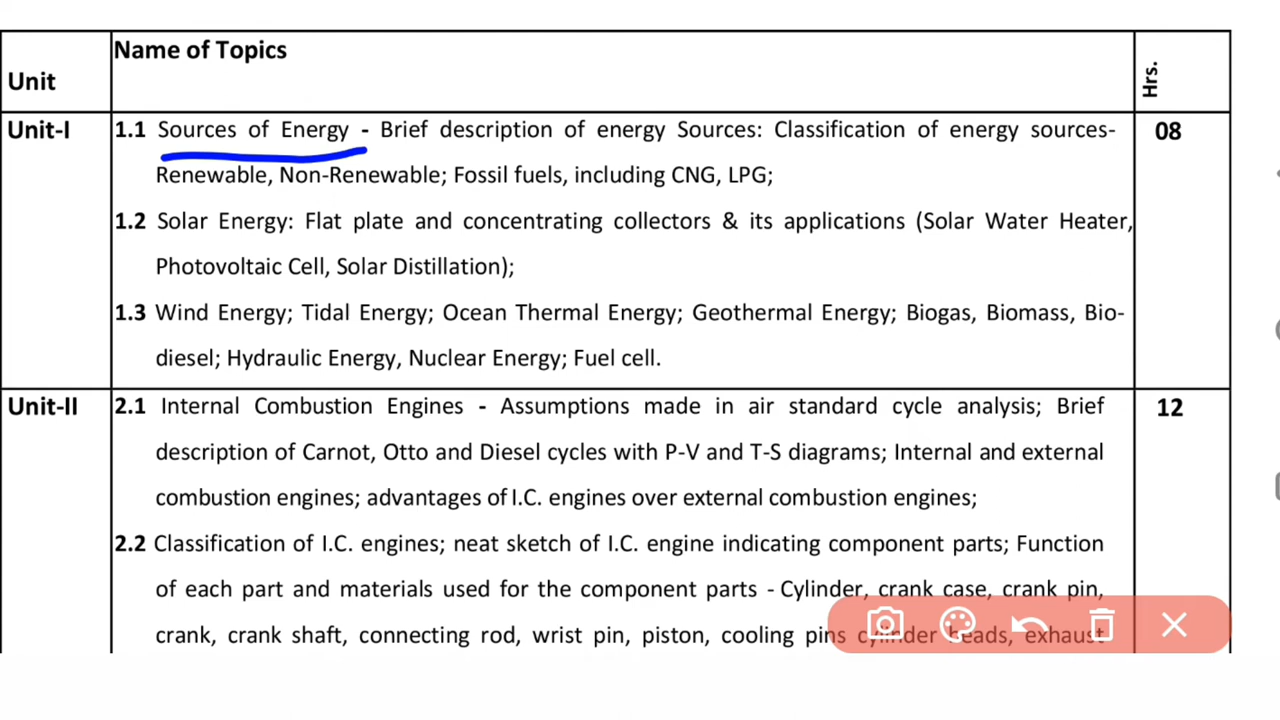 Name of Topics
Unit
Hrs.
Unit-I
1.1 Sources of Energy - Brief description of energy Sources: Classification of energy sources-
08
Renewable, Non-Renewable; Fossil fuels, including CNG, LPG;
1.2 Solar Energy: Flat plate and concentrating collectors & its applications (Solar Water Heater,
Photovoltaic Cell, Solar Distillation);
1.3 Wind Energy; Tidal Energy; Ocean Thermal Energy; Geothermal Energy; Biogas, Biomass, Bio-
diesel; Hydraulic Energy, Nuclear Energy; Fuel cell.
Unit-II
2.1 Internal Combustion Engines - Assumptions made in air standard cycle analysis; Brief
12
description of Carnot, Otto and Diesel cycles with P-V and T-S diagrams; Internal and external
combustion engines; advantages of I.C. engines over external combustion engines;
2.2 Classification of I.C. engines; neat sketch of I.C. engine indicating component parts; Function
of each part and materials used for the component parts - Cylinder, crank case, crank pin,
crank, crank shaft, connecting rod, wrist pin, piston, cooling pins cylinder heads, exhaust